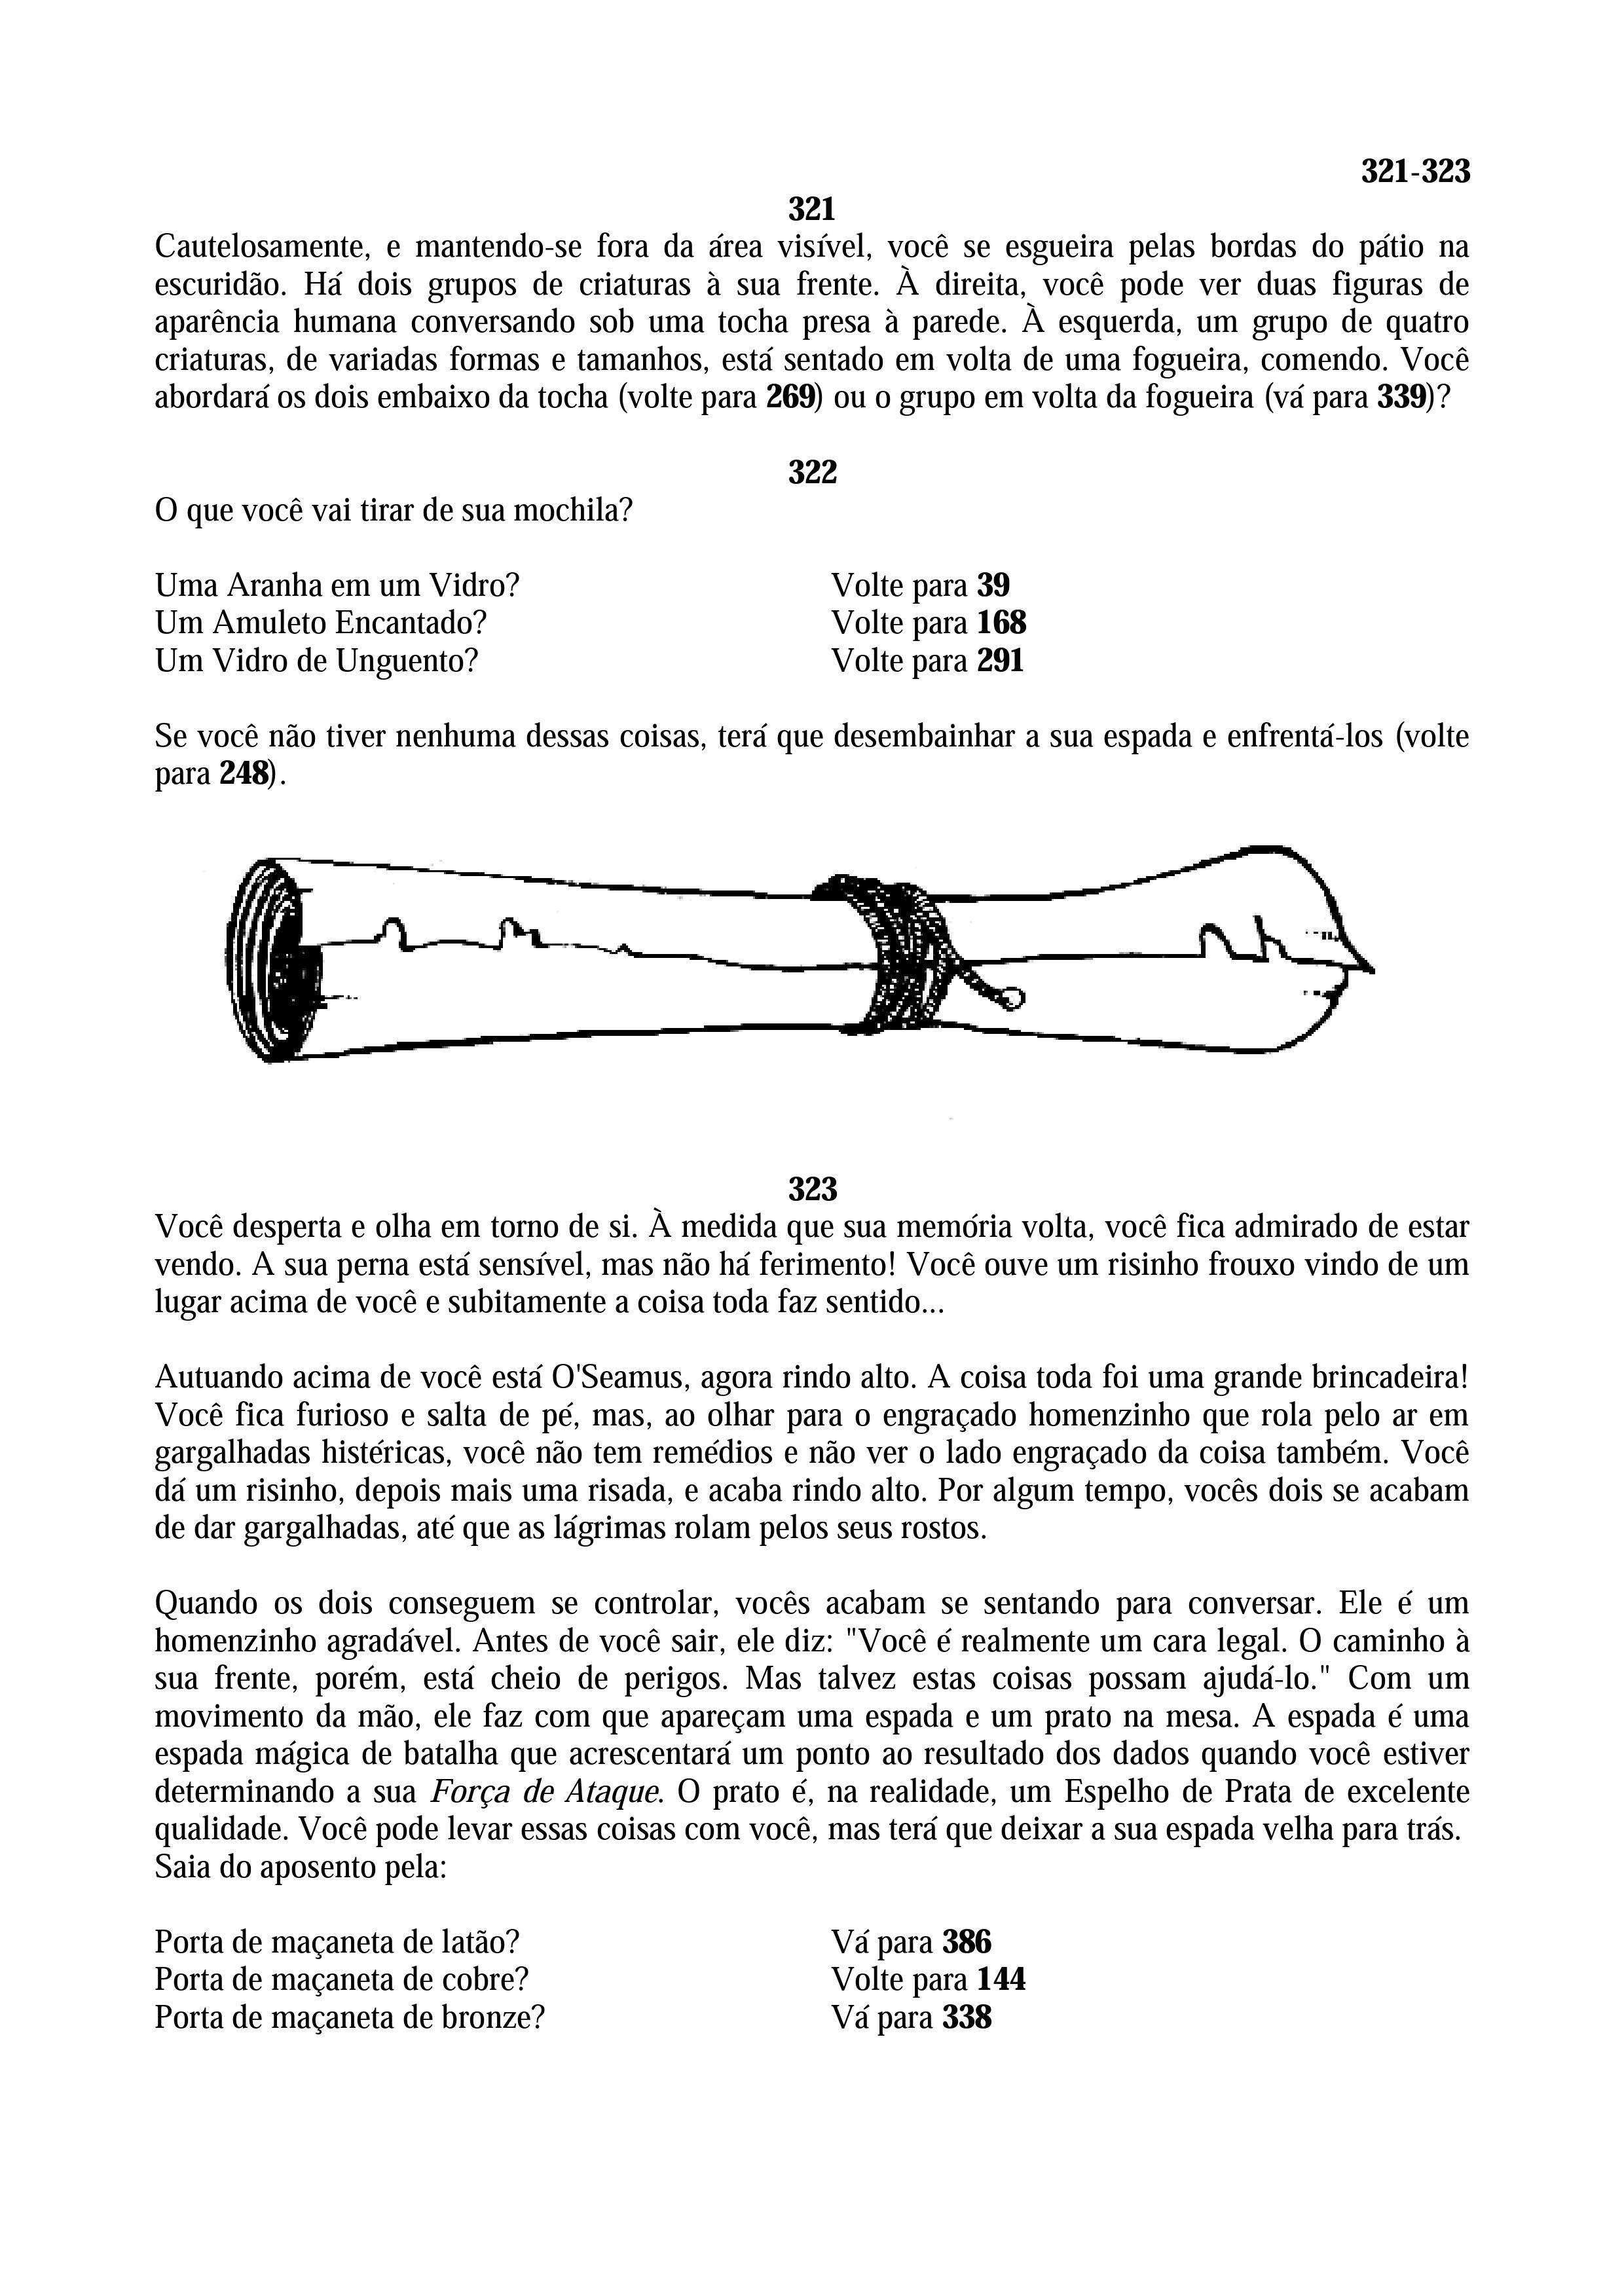 321-323
321
Cautelosamente, e mantendo-se fora da área visível, você se esgueira pelas bordas do pátio na
escuridão. Há dois grupos de criaturas à sua frente. À direita, você pode ver duas figuras de
aparência humana conversando sob uma tocha presa à parede. À esquerda, um grupo de quatro
criaturas, de variadas formas e tamanhos, está sentado em volta de uma fogueira, comendo. Você
abordará os dois embaixo da tocha (volte para 269) ou o grupo em volta da fogueira (vá para 339)?
322
O que você vai tirar de sua mochila?
Uma Aranha em um Vidro? Volte para 39
Um Amuleto Encantado? Volte para 168
Um Vidro de Unguento? Volte para 291
Se você não tiver nenhuma dessas coisas, terá que desembainhar a sua espada e enfrentá-los (volte
para 248).
323
Você desperta e olha em torno de si. À medida que sua memória volta, você fica admirado de estar
vendo. A sua perna está sensível, mas não há ferimento! Você ouve um risinho frouxo vindo de um
lugar acima de você e subitamente a coisa toda faz sentido...
Autuando acima de você está O'Seamus, agora rindo alto. A coisa toda foi uma grande brincadeira!
Você fica furioso e salta de pé, mas, ao olhar para o engraçado homenzinho que rola pelo ar em
gargalhadas histéricas, você não tem remédios e não ver o lado engraçado da coisa também. Você
dá um risinho, depois mais uma risada, e acaba rindo alto. Por algum tempo, vocês dois se acabam
de dar gargalhadas, até que as lágrimas rolam pelos seus rostos.
Quando os dois conseguem se controlar, vocês acabam se sentando para conversar. Ele é um
homenzinho agradável. Antes de você sair, ele diz: "Você é realmente um cara legal. O caminho à
sua frente, porém, está cheio de perigos. Mas talvez estas coisas possam ajudá-lo." Com um
movimento da mão, ele faz com que apareçam uma espada e um prato na mesa. A espada é uma
espada mágica de batalha que acrescentará um ponto ao resultado dos dados quando você estiver
determinando a sua Força de Ataque. O prato é, na realidade, um Espelho de Prata de excelente
qualidade. Você pode levar essas coisas com você, mas terá que deixar a sua espada velha para trás.
Saia do aposento pela:
Porta de maçaneta de latão? Vá para 386
Porta de maçaneta de cobre? Volte para 144
Porta de maçaneta de bronze? Vá para 338